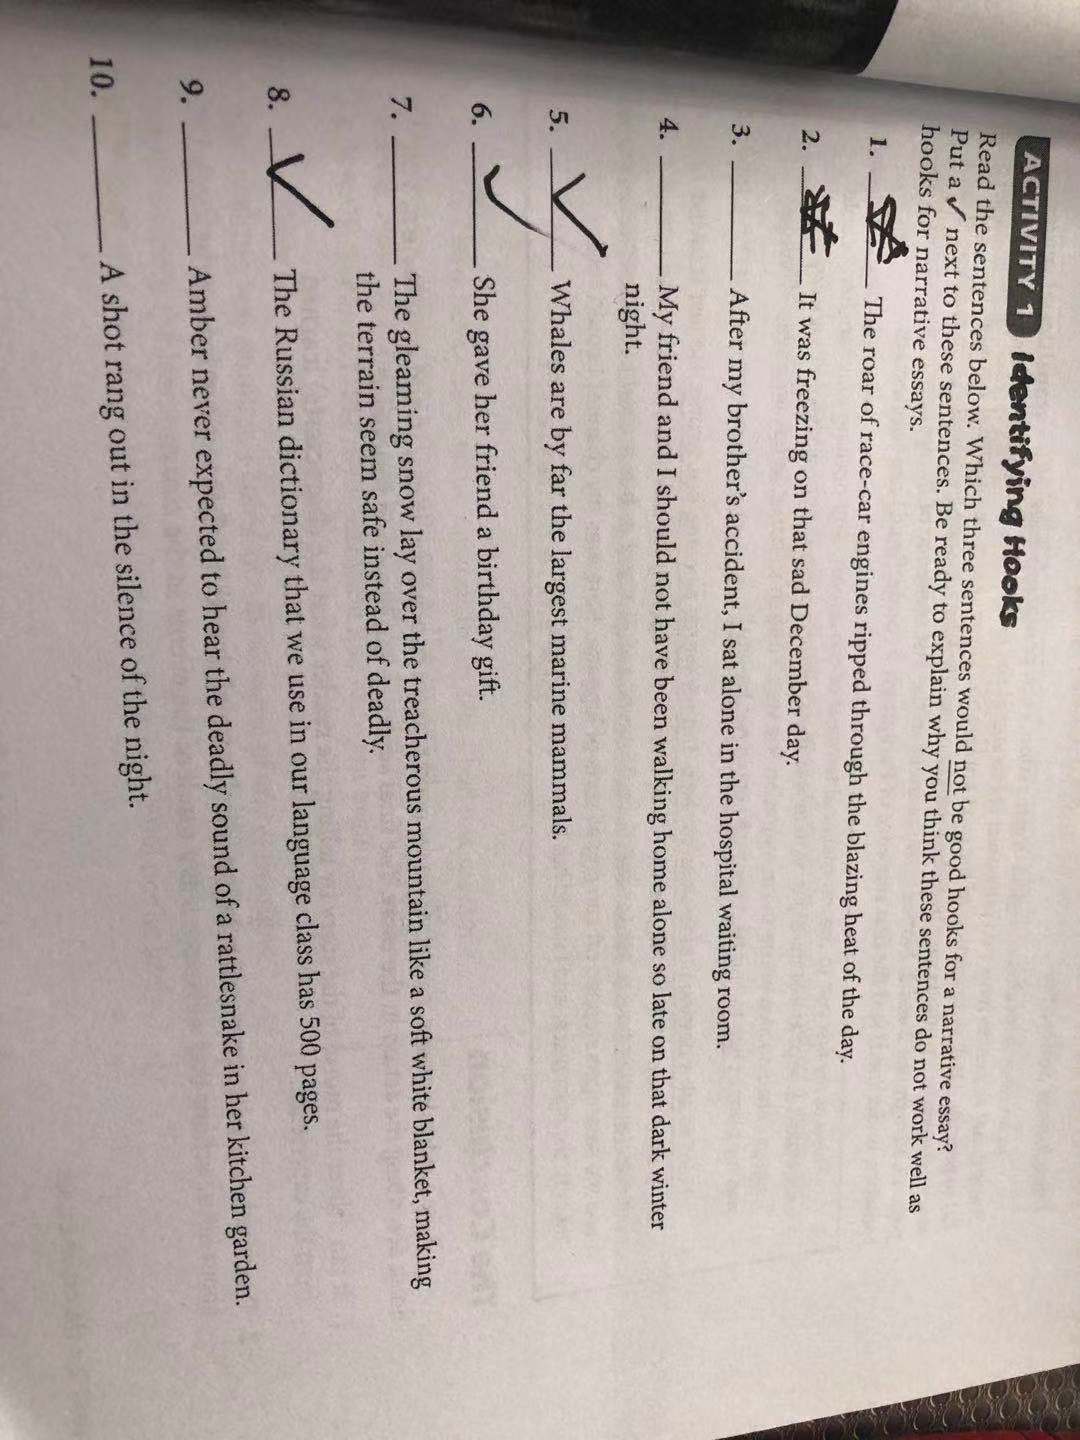 ACTIVITY 1 Identifying Hooks
Read the sentences below. Which three sentences would not be good hooks for a narrative essay?
Put a ✓ next to these sentences. Be ready to explain why you think these sentences do not work well as
hooks for narrative essays.
1. ______ The roar of race-car engines ripped through the blazing heat of the day.
2. ______ It was freezing on that sad December day.
3. ______ After my brother's accident, I sat alone in the hospital waiting room.
4. ______ My friend and I should not have been walking home alone so late on that dark winter
night.
5. ✓ Whales are by far the largest marine mammals.
6. ✓ She gave her friend a birthday gift.
7. ______ The gleaming snow lay over the treacherous mountain like a soft white blanket, making
the terrain seem safe instead of deadly.
8. ✓ The Russian dictionary that we use in our language class has 500 pages.
9. ______ Amber never expected to hear the deadly sound of a rattlesnake in her kitchen garden.
10. ______ A shot rang out in the silence of the night.